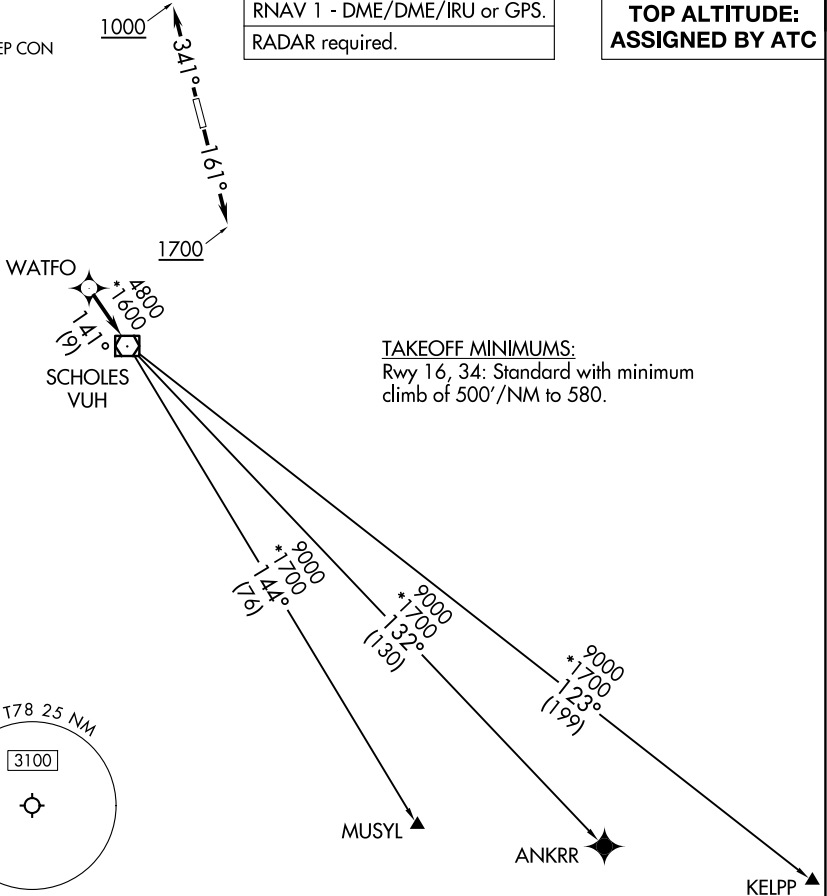 EP CON
1000
341°
161°
1700
RNAV 1 - DME/DME/IRU or GPS.
RADAR required.
TOP ALTITUDE:
ASSIGNED BY ATC
WATFO
4800
*1600
141°
(9)
SCHOLES
VUH
TAKEOFF MINIMUMS:
Rwy 16, 34: Standard with minimum
climb of 500'/NM to 580.
9000
*1700
144°
(76)
9000
*1700
132°
(130)
9000
*1700
123°
(199)
T78 25 NM
3100
MUSYL
ANKRR
KELPP